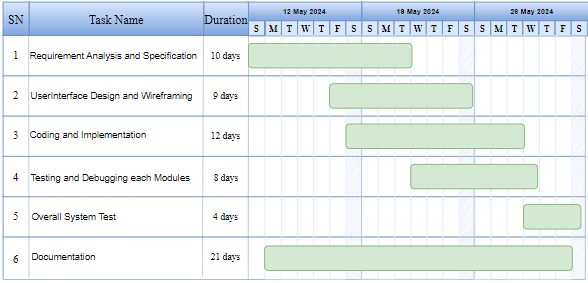 SN Task Name Duration 12 May 2024 19 May 2024 26 May 2024
S M T W T F S S M T W T F S S M T W T F S
1 Requirement Analysis and Specification 10 days
2 UserInterface Design and Wireframing 9 days
3 Coding and Implementation 12 days
4 Testing and Debugging each Modules 8 days
5 Overall System Test 4 days
6 Documentation 21 days